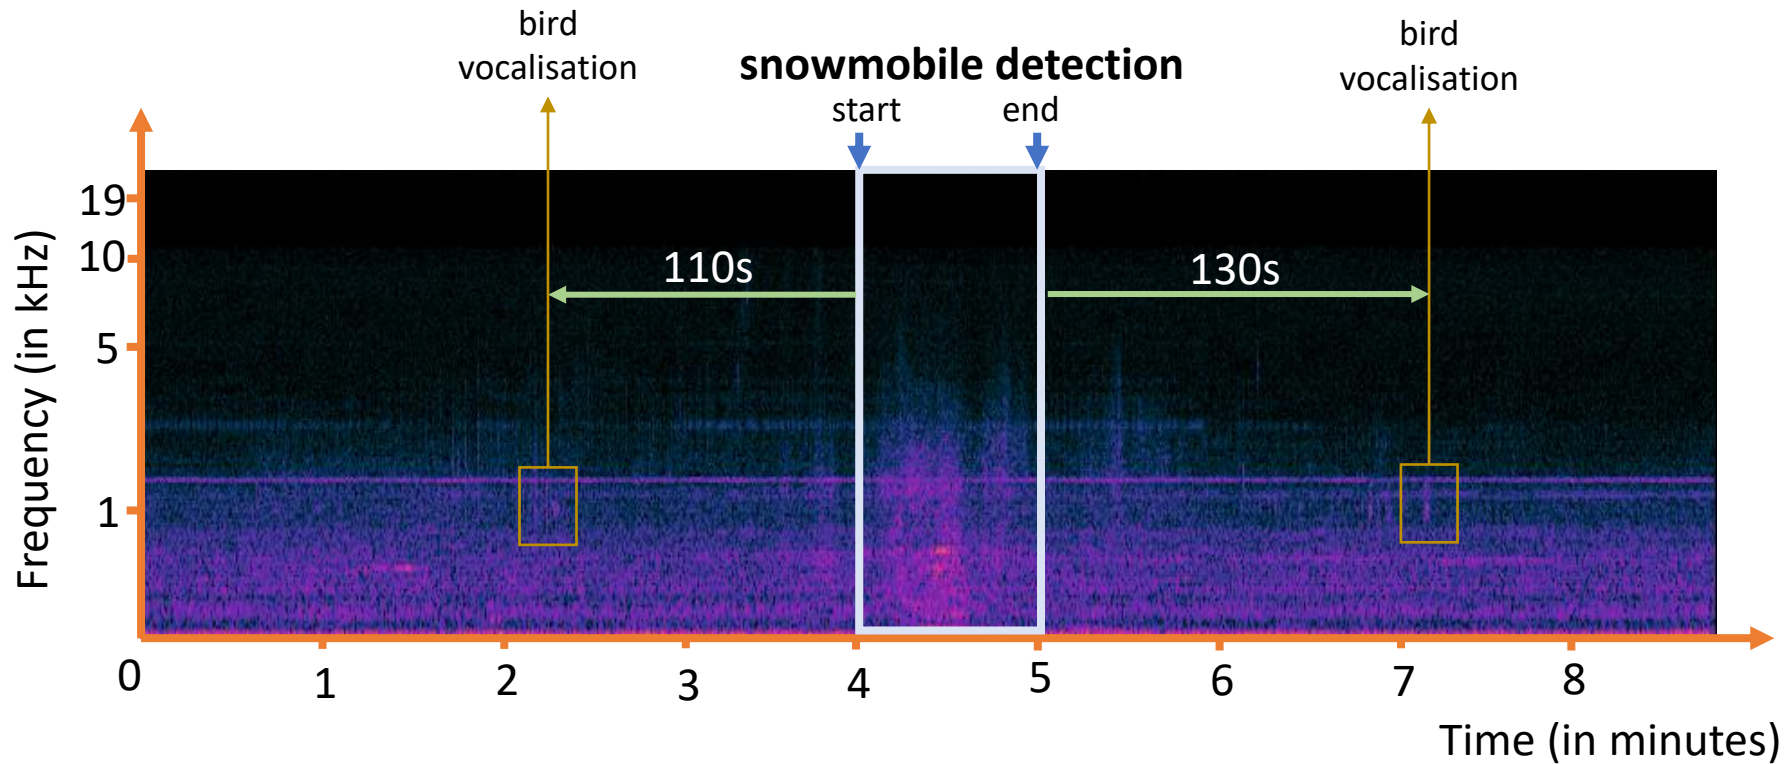 bird
vocalisation
snowmobile detection
start
end
bird
vocalisation
19
10
5
1
Frequency (in kHz)
110s
130s
0
1
2
3
4
5
6
7
8
Time (in minutes)